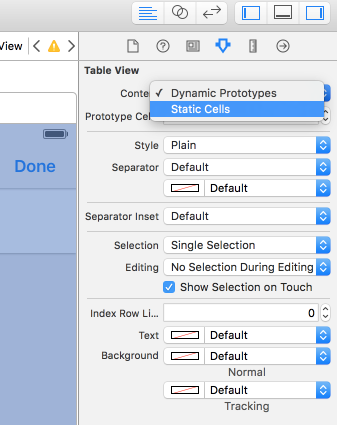 View
Table View
Conte
✓ Dynamic Prototypes
Static Cells
Prototype Ce
Done
Style Plain
Separator Default
Default
Separator Inset Default
Selection Single Selection
Editing No Selection During Editing
Show Selection on Touch
Index Row Li... 0
Text Default
Background Default
Normal
Default
Tracking